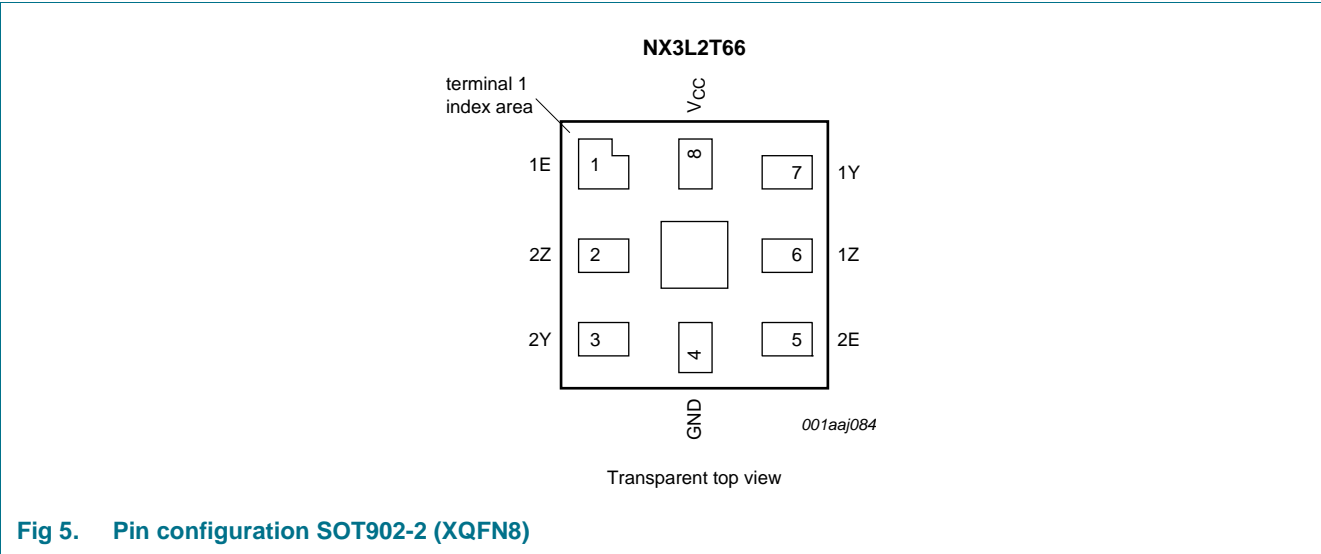 NX3L2T66
terminal 1
index area
VCC
1E
1
8
7
1Y
2Z
2
6
1Z
2Y
3
4
5
2E
GND
001aaj084
Transparent top view
Fig 5. Pin configuration SOT902-2 (XQFN8)